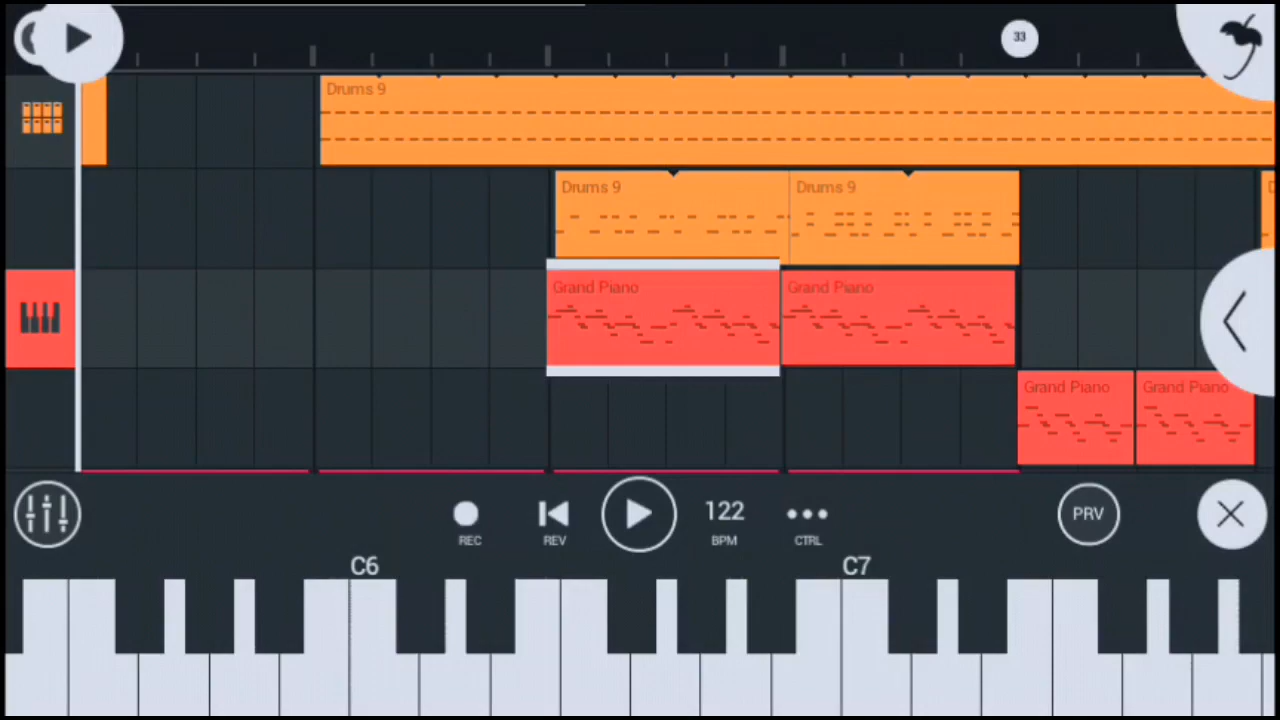 33
Drums 9
Drums 9 Drums 9 D
Grand Piano Grand Piano
Grand Piano Grand Piano
122 PRV
REC REV BPM CTRL
C6 C7